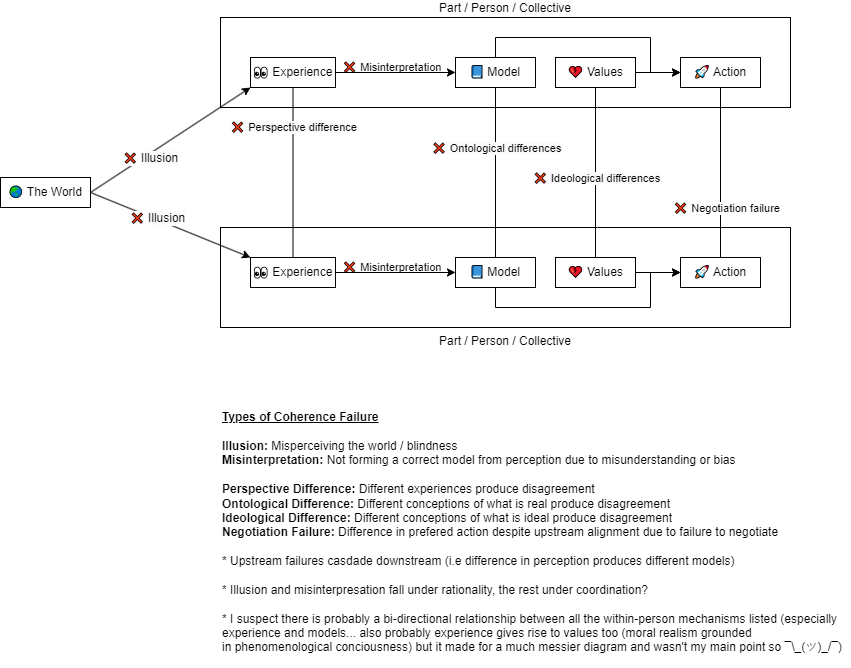 Part / Person / Collective
👀 Experience
❌ Misinterpretation
📘 Model
💔 Values
🚀 Action
❌ Perspective difference
❌ Ontological differences
❌ Illusion
❌ Ideological differences
🌍 The World
❌ Negotiation failure
❌ Illusion
👀 Experience
❌ Misinterpretation
📘 Model
💔 Values
🚀 Action
Part / Person / Collective
Types of Coherence Failure
Illusion: Misperceiving the world / blindness
Misinterpretation: Not forming a correct model from perception due to misunderstanding or bias
Perspective Difference: Different experiences produce disagreement
Ontological Difference: Different conceptions of what is real produce disagreement
Ideological Difference: Different conceptions of what is ideal produce disagreement
Negotiation Failure: Difference in prefered action despite upstream alignment due to failure to negotiate
* Upstream failures casdade downstream (i.e difference in perception produces different models)
* Illusion and misinterpresation fall under rationality, the rest under coordination?
* I suspect there is probably a bi-directional relationship between all the within-person mechanisms listed (especially
experience and models... also probably experience gives rise to values too (moral realism grounded
in phenomenological conciousness) but it made for a much messier diagram and wasn't my main point so ¯\_(ツ)_/¯)